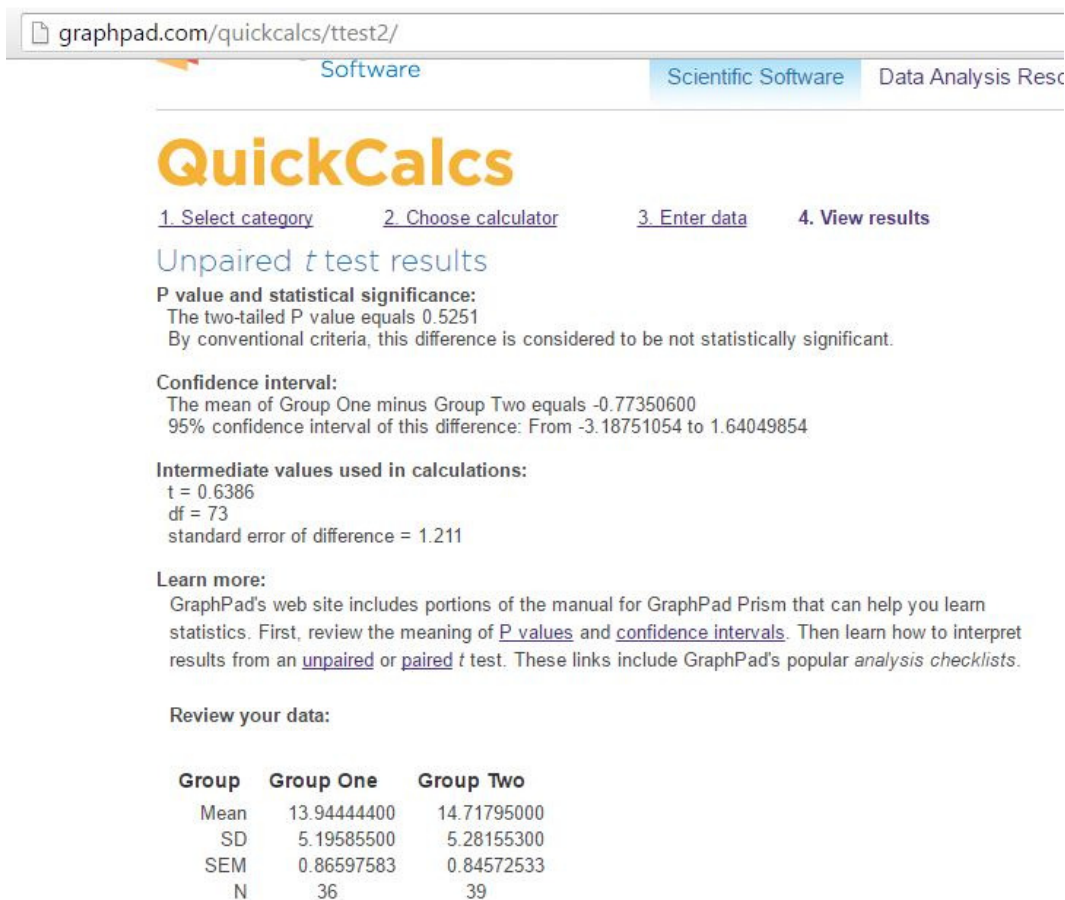 graphpad.com/quickcalcs/ttest2/
Software
Scientific Software Data Analysis Reso
QuickCalcs
1. Select category 2. Choose calculator 3. Enter data 4. View results
Unpaired t test results
P value and statistical significance:
The two-tailed P value equals 0.5251
By conventional criteria, this difference is considered to be not statistically significant.
Confidence interval:
The mean of Group One minus Group Two equals -0.77350600
95% confidence interval of this difference: From -3.18751054 to 1.64049854
Intermediate values used in calculations:
t = 0.6386
df = 73
standard error of difference = 1.211
Learn more:
GraphPad's web site includes portions of the manual for GraphPad Prism that can help you learn
statistics. First, review the meaning of P values and confidence intervals. Then learn how to interpret
results from an unpaired or paired t test. These links include GraphPad's popular analysis checklists.
Review your data:
Group Group One Group Two
Mean 13.94444400 14.71795000
SD 5.19585500 5.28155300
SEM 0.86597583 0.84572533
N 36 39